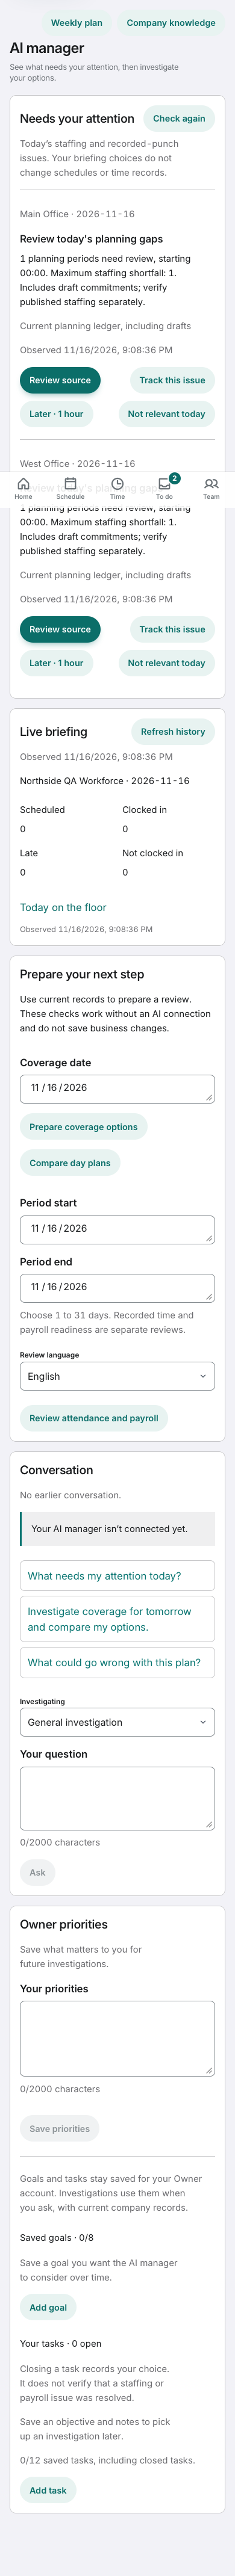 Weekly plan
Company knowledge
AI manager
See what needs your attention, then investigate
your options.
Needs your attention
Check again
Today's staffing and recorded-punch
issues. Your briefing choices do not
change schedules or time records.
Main Office · 2026-11-16
Review today's planning gaps
1 planning periods need review, starting
00:00. Maximum staffing shortfall: 1.
Includes draft commitments; verify
published staffing separately.
Current planning ledger, including drafts
Observed 11/16/2026, 9:08:36 PM
Review source
Track this issue
Later · 1 hour
Not relevant today
West Office · 2026-11-16
2
Home
Schedule
Time
To do
Team
1 planning periods need review, starting
00:00. Maximum staffing shortfall: 1.
Includes draft commitments; verify
published staffing separately.
Current planning ledger, including drafts
Observed 11/16/2026, 9:08:36 PM
Review source
Track this issue
Later · 1 hour
Not relevant today
Live briefing
Refresh history
Observed 11/16/2026, 9:08:36 PM
Northside QA Workforce · 2026-11-16
Scheduled
Clocked in
0
0
Late
Not clocked in
0
0
Today on the floor
Observed 11/16/2026, 9:08:36 PM
Prepare your next step
Use current records to prepare a review.
These checks work without an AI connection
and do not save business changes.
Coverage date
11 / 16 / 2026
Prepare coverage options
Compare day plans
Period start
11 / 16 / 2026
Period end
11 / 16 / 2026
Choose 1 to 31 days. Recorded time and
payroll readiness are separate reviews.
Review language
English
Review attendance and payroll
Conversation
No earlier conversation.
Your AI manager isn't connected yet.
What needs my attention today?
Investigate coverage for tomorrow
and compare my options.
What could go wrong with this plan?
Investigating
General investigation
Your question
0/2000 characters
Ask
Owner priorities
Save what matters to you for
future investigations.
Your priorities
0/2000 characters
Save priorities
Goals and tasks stay saved for your Owner
account. Investigations use them when
you ask, with current company records.
Saved goals · 0/8
Save a goal you want the AI manager
to consider over time.
Add goal
Your tasks · 0 open
Closing a task records your choice.
It does not verify that a staffing or
payroll issue was resolved.
Save an objective and notes to pick
up an investigation later.
0/12 saved tasks, including closed tasks.
Add task